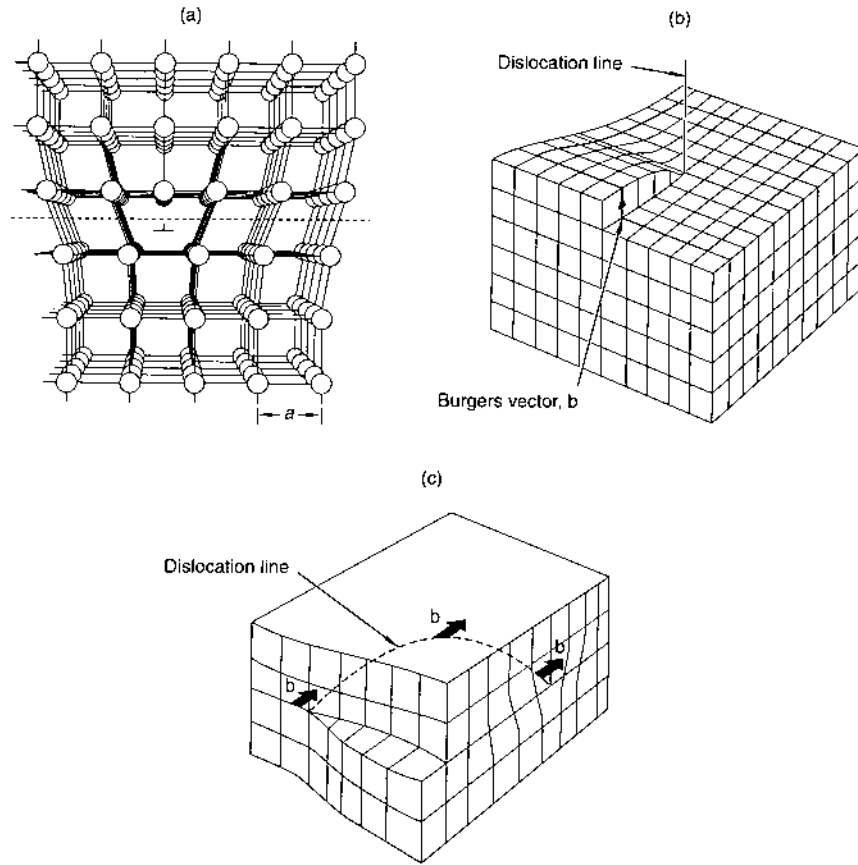 (a)
a
(b)
Dislocation line
Burgers vector, b
(c)
Dislocation line
b
b
b